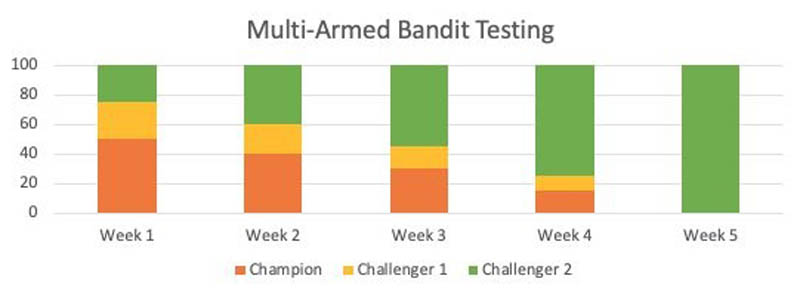 Multi-Armed Bandit Testing
100
80
60
40
20
0
Week 1 Week 2 Week 3 Week 4 Week 5
Champion Challenger 1 Challenger 2